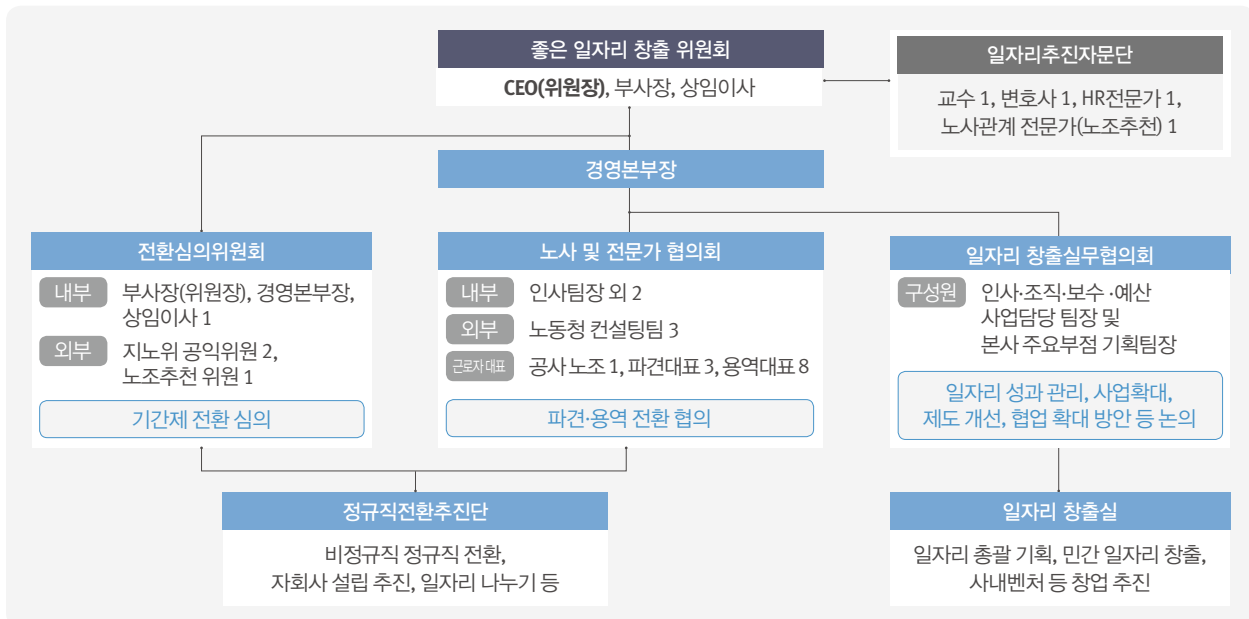 좋은 일자리 창출 위원회
CEO(위원장), 부사장, 상임이사
일자리추진자문단
교수 1, 변호사 1, HR전문가 1,
노사관계 전문가(노조추천) 1
경영본부장
전환심의위원회
내부 부사장(위원장), 경영본부장,
상임이사 1
외부 지노위 공익위원 2,
노조추천 위원 1
기간제 전환 심의
노사 및 전문가 협의회
내부 인사팀장 외 2
외부 노동청 컨설팅팀 3
근로자대표 공사 노조 1, 파견대표 3, 용역대표 8
파견·용역 전환 협의
일자리 창출실무협의회
구성원 인사·조직·보수·예산
사업담당 팀장 및
본사 주요부점 기획팀장
일자리 성과 관리, 사업확대,
제도 개선, 협업 확대 방안 등 논의
정규직전환추진단
비정규직 정규직 전환,
자회사 설립 추진, 일자리 나누기 등
일자리 창출실
일자리 총괄 기획, 민간 일자리 창출,
사내벤처 등 창업 추진